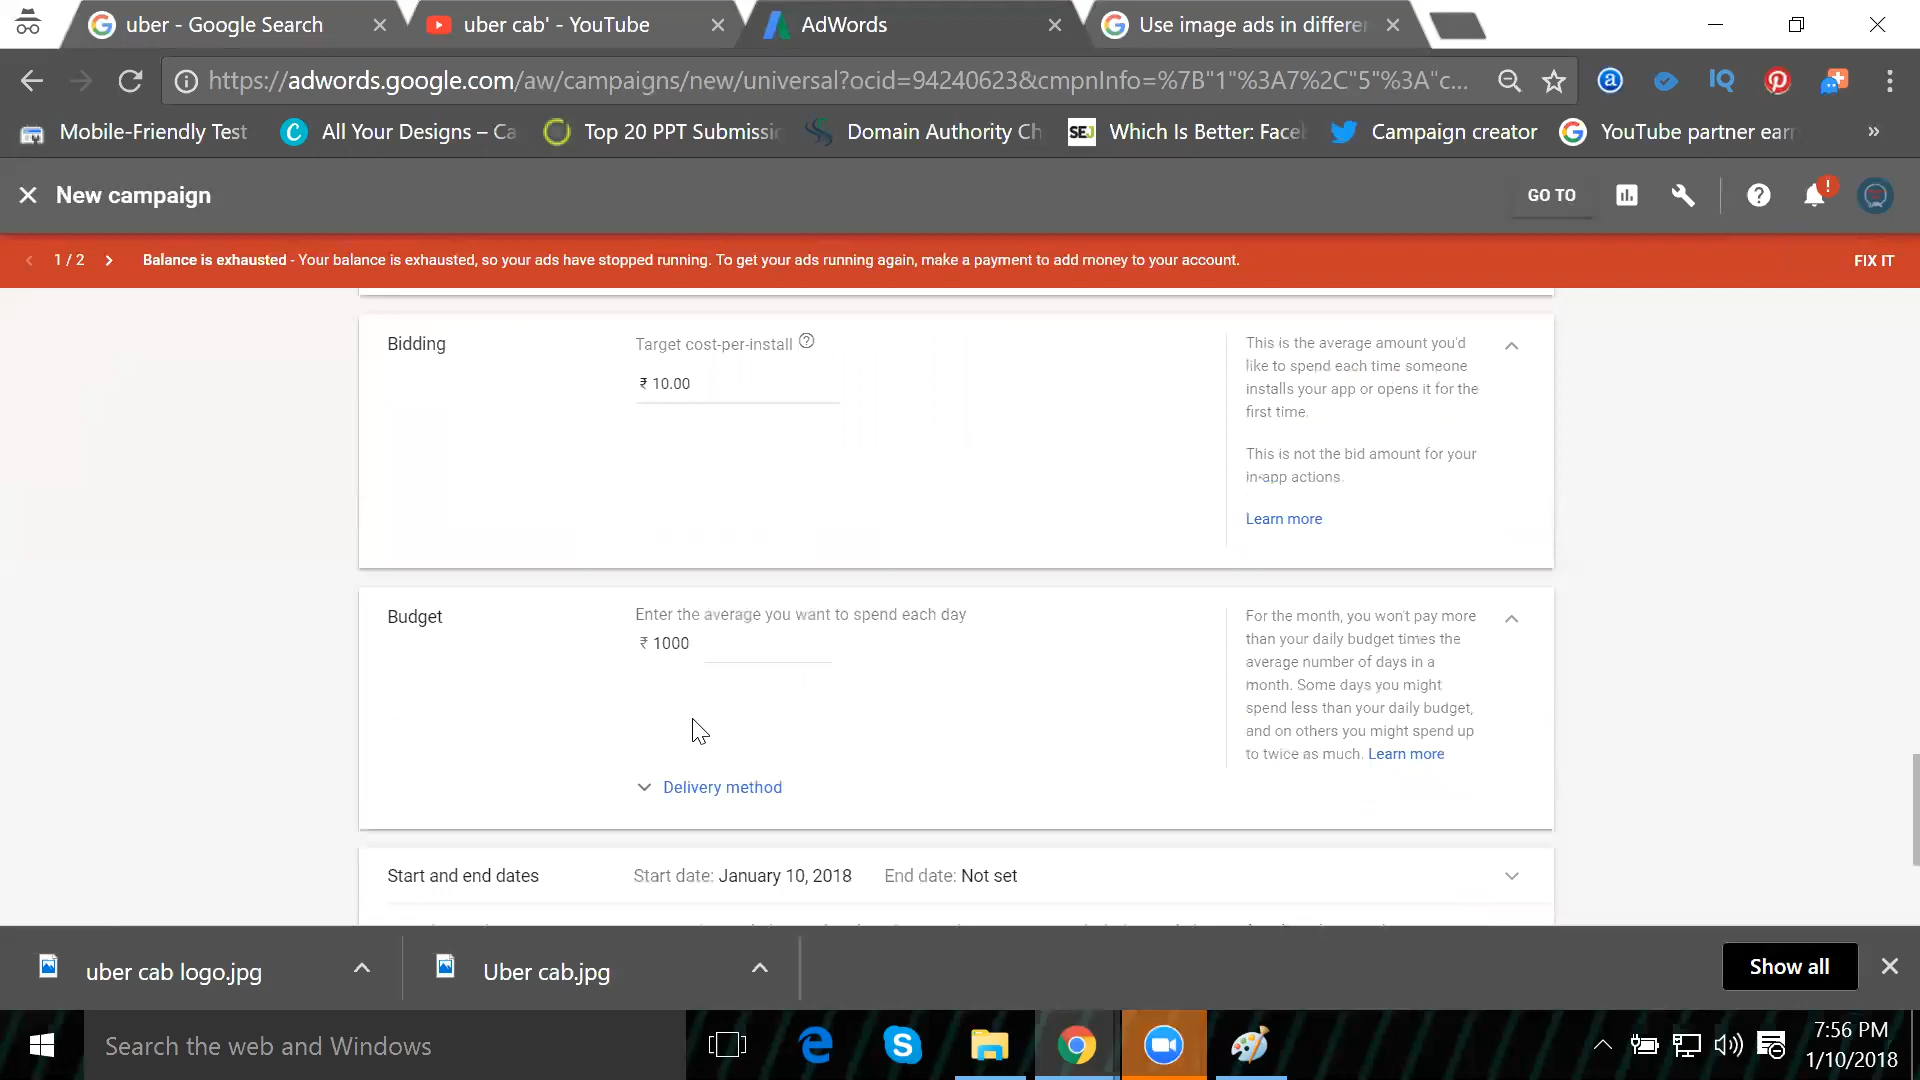 uber - Google Search
uber cab' - YouTube
AdWords
Use image ads in differe
https://adwords.google.com/aw/campaigns/new/universal?ocid=94240623&cmpnInfo=%7B"1"%3A7%2C"5"%3A"c...
Mobile-Friendly Test
All Your Designs – Ca
Top 20 PPT Submissi
Domain Authority Ch
SEJ Which Is Better: Face
Campaign creator
YouTube partner earn
»
New campaign
GO TO
1 / 2
Balance is exhausted - Your balance is exhausted, so your ads have stopped running. To get your ads running again, make a payment to add money to your account.
FIX IT
Bidding
Target cost-per-install
₹ 10.00
This is the average amount you'd
like to spend each time someone
installs your app or opens it for the
first time.
This is not the bid amount for your
in-app actions.
Learn more
Budget
Enter the average you want to spend each day
₹ 1000
For the month, you won't pay more
than your daily budget times the
average number of days in a
month. Some days you might
spend less than your daily budget,
and on others you might spend up
to twice as much. Learn more
Delivery method
Start and end dates
Start date: January 10, 2018
End date: Not set
uber cab logo.jpg
Uber cab.jpg
Show all
Search the web and Windows
7:56 PM
1/10/2018